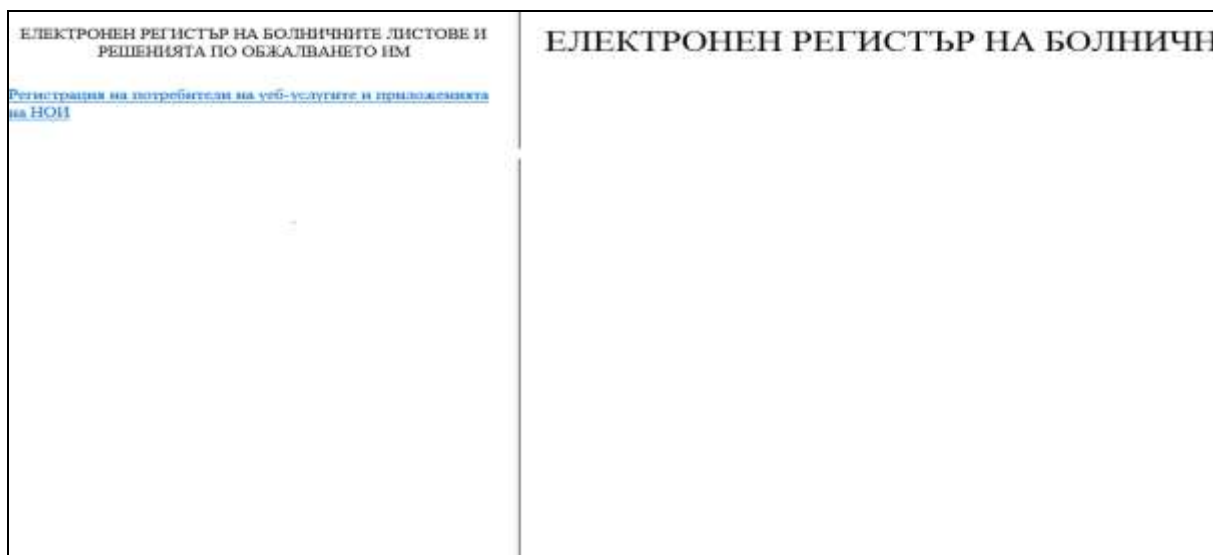 ЕЛЕКТРОНЕН РЕГИСТЪР НА БОЛНИЧНИТЕ ЛИСТОВЕ И
РЕШЕНИЯТА ПО ОБЖАЛВАНЕТО ИМ
Регистрация на потребители на уеб-услугите и приложенията
на НОИ
ЕЛЕКТРОНЕН РЕГИСТЪР НА БОЛНИЧН